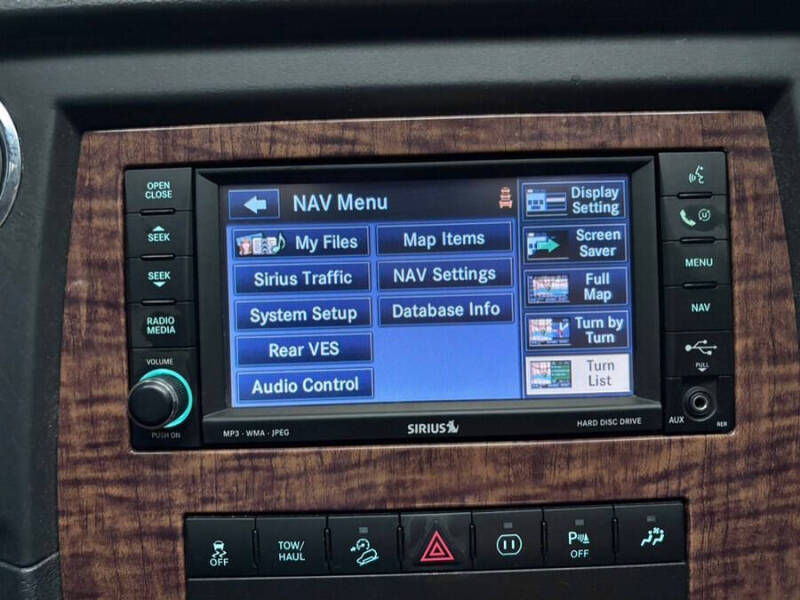 OPEN
CLOSE
SEEK
SEEK
RADIO
MEDIA
VOLUME
PUSH ON
NAV Menu
My Files
Sirius Traffic
System Setup
Rear VES
Audio Control
Map Items
NAV Settings
Database Info
Display
Setting
Screen
Saver
Full
Map
Turn by
Turn
Turn
List
MP3 · WMA · JPEG
SIRIUS
HARD DISC DRIVE
MENU
NAV
PULL
AUX
RER
OFF
TOW/
HAUL
P
OFF